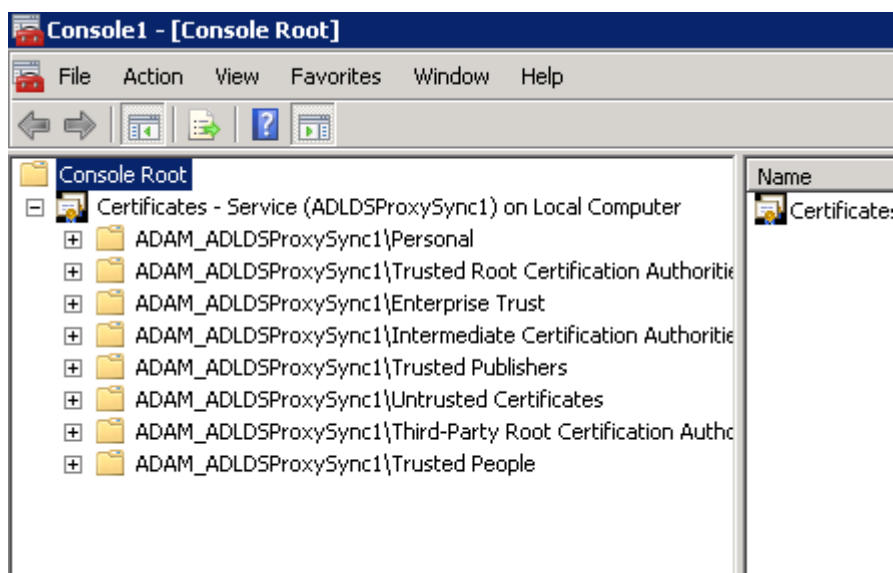 Console1 - [Console Root]
File Action View Favorites Window Help
Console Root
Certificates - Service (ADLDSProxySync1) on Local Computer
ADAM_ADLDSProxySync1\Personal
ADAM_ADLDSProxySync1\Trusted Root Certification Authoritie
ADAM_ADLDSProxySync1\Enterprise Trust
ADAM_ADLDSProxySync1\Intermediate Certification Authoritie
ADAM_ADLDSProxySync1\Trusted Publishers
ADAM_ADLDSProxySync1\Untrusted Certificates
ADAM_ADLDSProxySync1\Third-Party Root Certification Autho
ADAM_ADLDSProxySync1\Trusted People
Name
Certificates